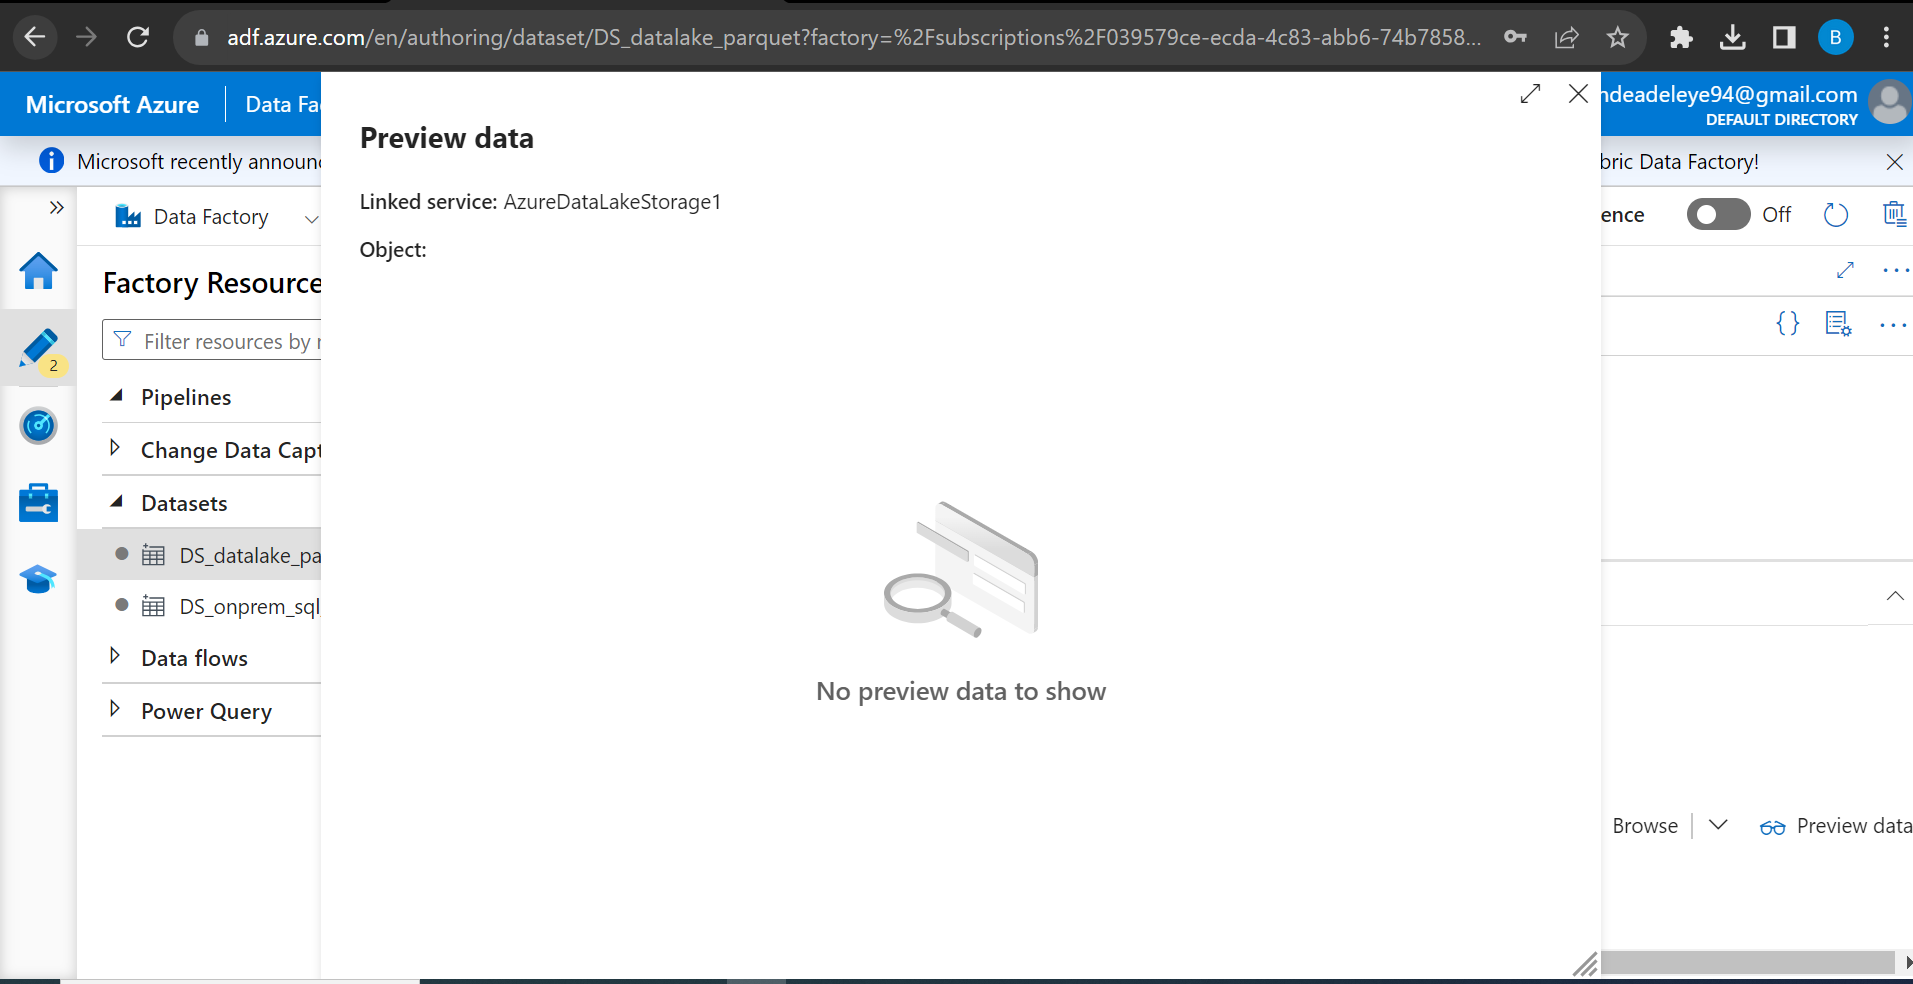 adf.azure.com/en/authoring/dataset/DS_datalake_parquet?factory=%2Fsubscriptions%2F039579ce-ecda-4c83-abb6-74b7858...
B
Microsoft Azure
Data Fa
ndeadeleye94@gmail.com
DEFAULT DIRECTORY
Microsoft recently announ
bric Data Factory!
Preview data
Linked service: AzureDataLakeStorage1
Object:
No preview data to show
Data Factory
ence
Off
Factory Resource
Filter resources by
2
Pipelines
Change Data Capt
Datasets
DS_datalake_pa
DS_onprem_sql_
Data flows
Power Query
Browse
Preview data